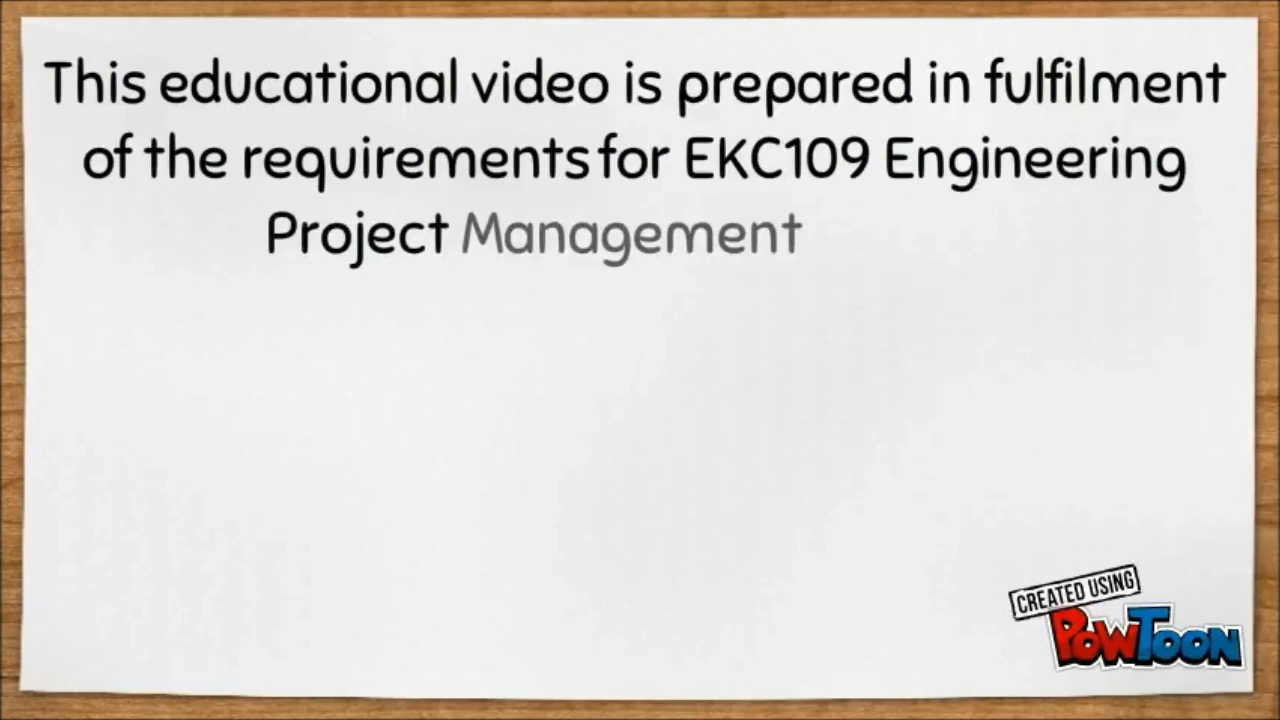 This educational video is prepared in fulfilment
of the requirements for EKC109 Engineering
Project Management
CREATED USING
POWTOON